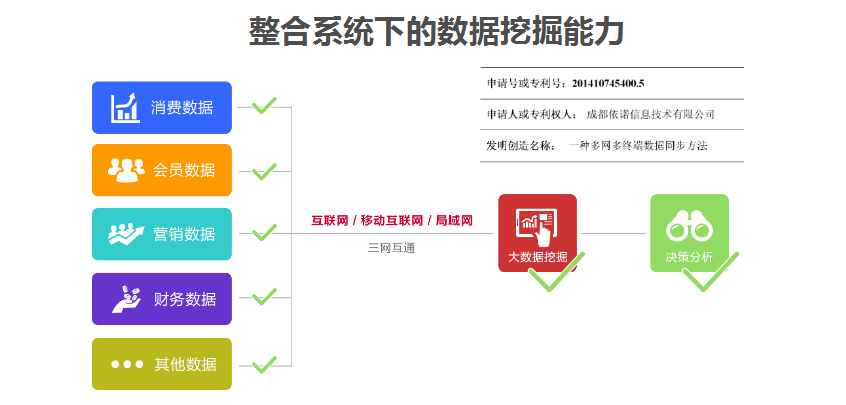 整合系统下的数据挖掘能力
申请号或专利号：201410745400.5
申请人或专利权人： 成都依诺信息技术有限公司
发明创造名称： 一种多网多终端数据同步方法
消费数据
会员数据
营销数据
财务数据
其他数据
互联网 / 移动互联网 / 局域网
三网互通
大数据挖掘
决策分析